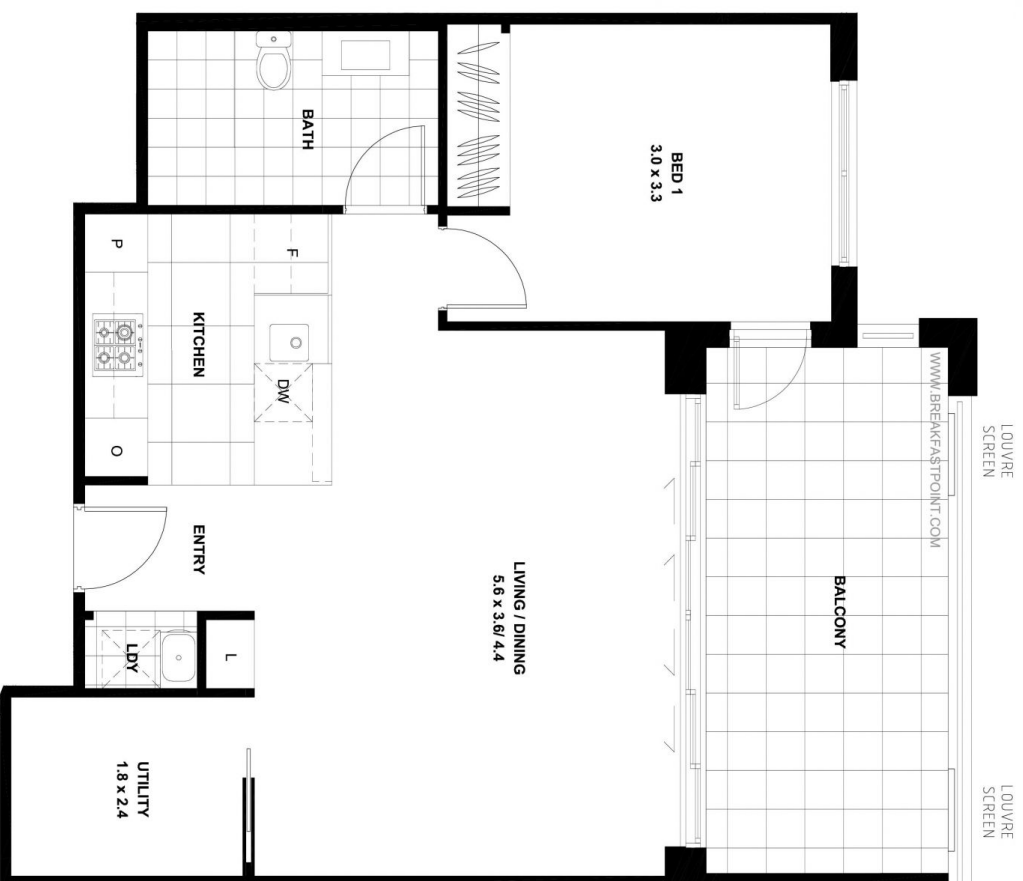 BATH
BED 1
3.0 x 3.3
P
F
KITCHEN
DW
O
WWW.BREAKFASTPOINT.COM
LOUVRE
SCREEN
ENTRY
LIVING / DINING
5.6 x 3.6/ 4.4
BALCONY
LDY
L
UTILITY
1.8 x 2.4
LOUVRE
SCREEN